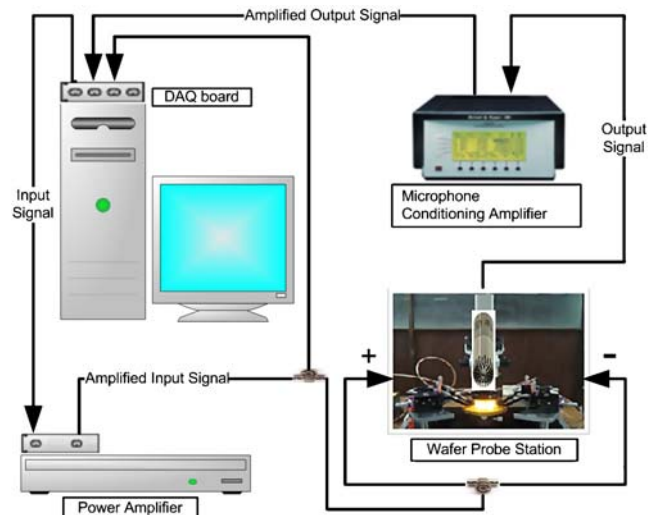 Amplified Output Signal
DAQ board
Output
Signal
Input
Signal
Microphone
Conditioning Amplifier
+
-
Amplified Input Signal
Wafer Probe Station
Power Amplifier